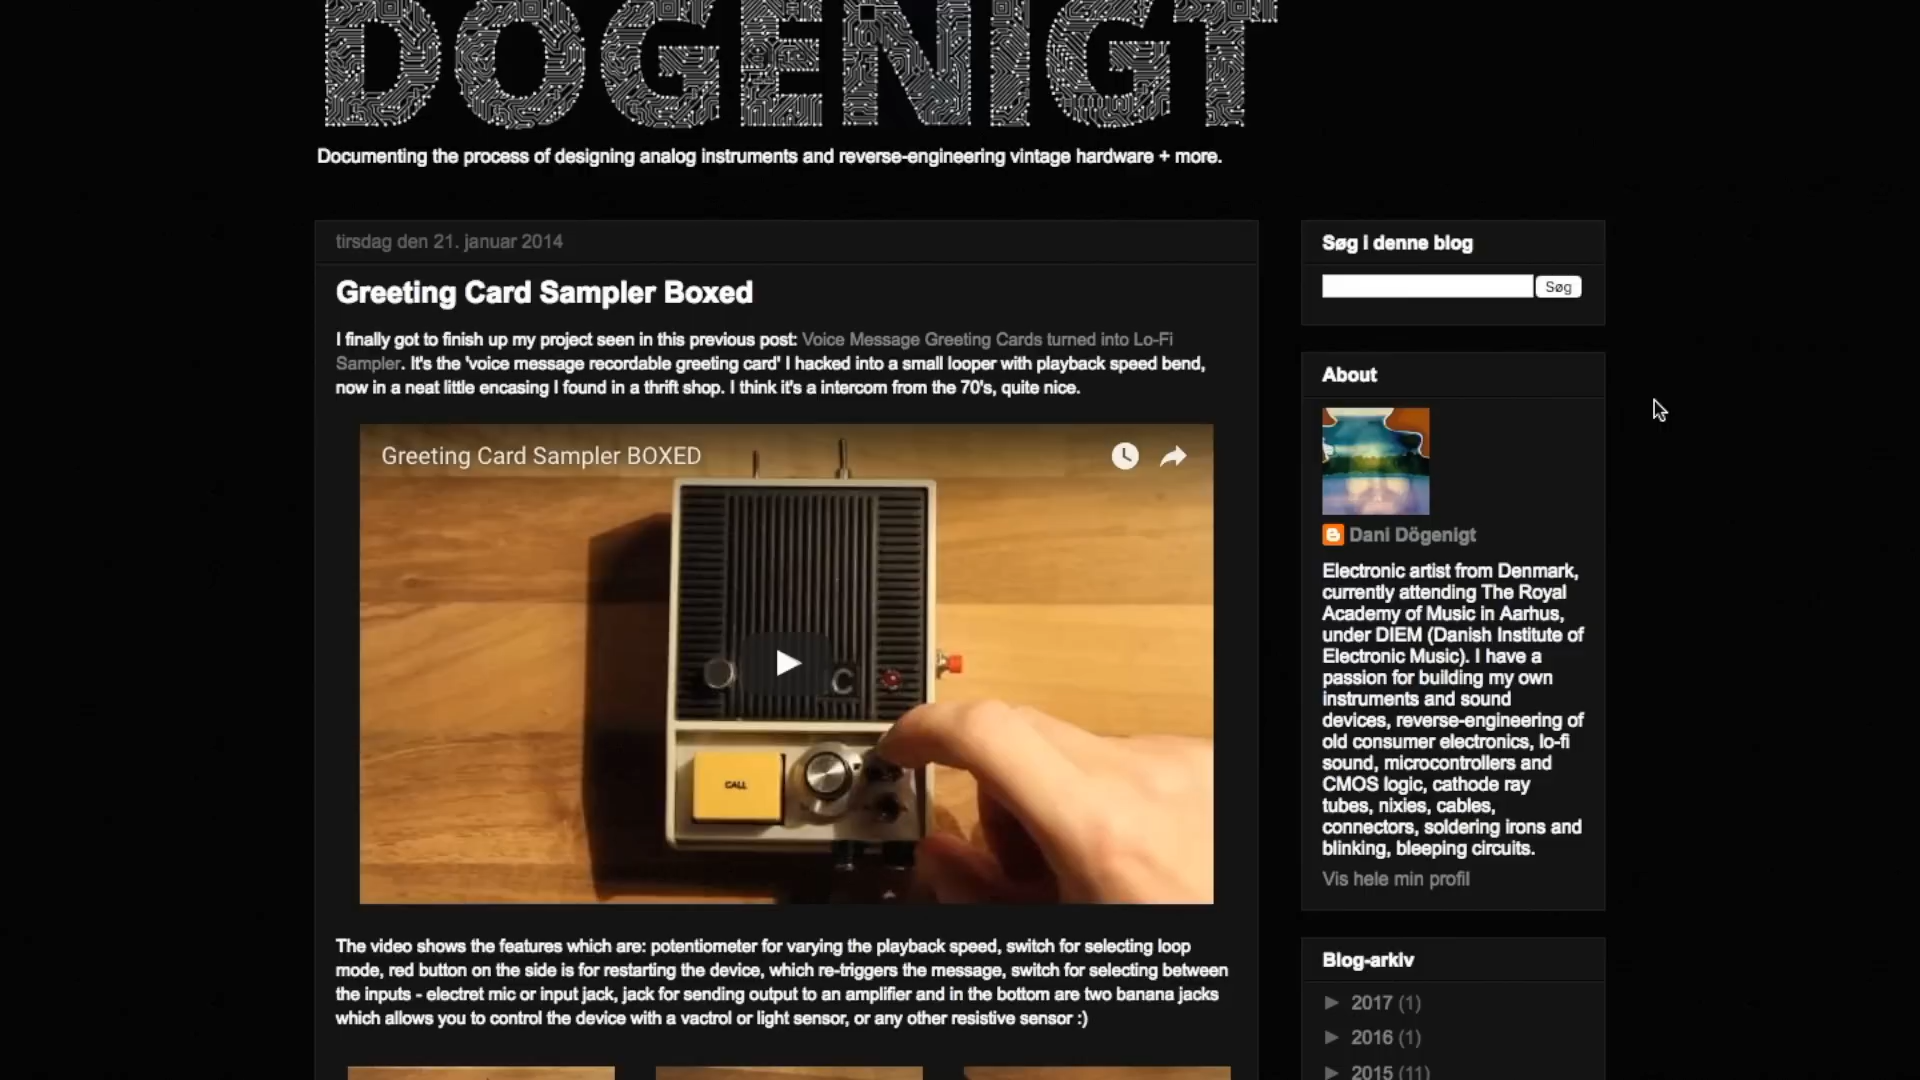 DOGENIGT
Documenting the process of designing analog instruments and reverse-engineering vintage hardware + more.
tirsdag den 21. januar 2014
Greeting Card Sampler Boxed
I finally got to finish up my project seen in this previous post: Voice Message Greeting Cards turned into Lo-Fi
Sampler. It's the 'voice message recordable greeting card' I hacked into a small looper with playback speed bend,
now in a neat little encasing I found in a thrift shop. I think it's a intercom from the 70's, quite nice.
Greeting Card Sampler BOXED
C
CALL
The video shows the features which are: potentiometer for varying the playback speed, switch for selecting loop
mode, red button on the side is for restarting the device, which re-triggers the message, switch for selecting between
the inputs - electret mic or input jack, jack for sending output to an amplifier and in the bottom are two banana jacks
which allows you to control the device with a vactrol or light sensor, or any other resistive sensor :)
Søg i denne blog
Søg
About
Dani Dögenigt
Electronic artist from Denmark,
currently attending The Royal
Academy of Music in Aarhus,
under DIEM (Danish Institute of
Electronic Music). I have a
passion for building my own
instruments and sound
devices, reverse-engineering of
old consumer electronics, lo-fi
sound, microcontrollers and
CMOS logic, cathode ray
tubes, nixies, cables,
connectors, soldering irons and
blinking, bleeping circuits.
Vis hele min profil
Blog-arkiv
► 2017 (1)
► 2016 (1)
► 2015 (11)